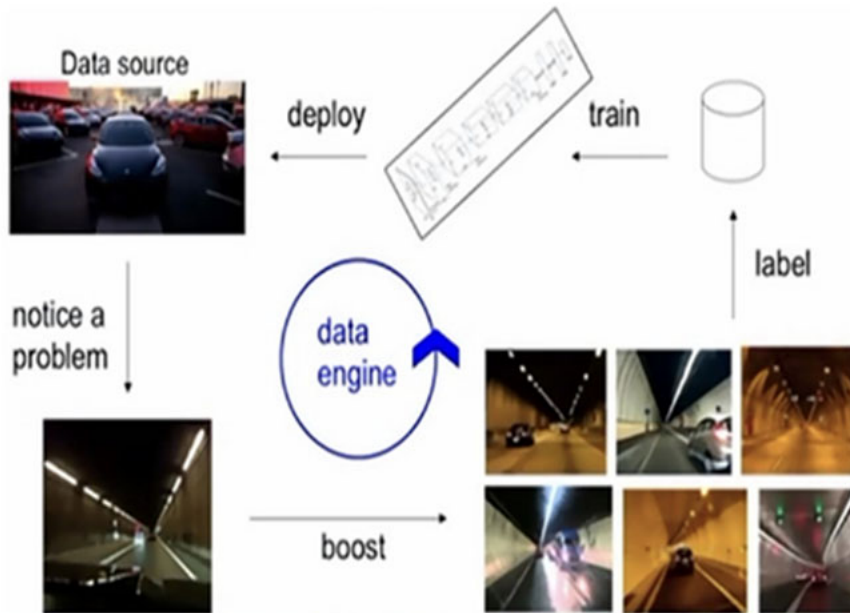 Data source
deploy
train
label
notice a
problem
data
engine
boost